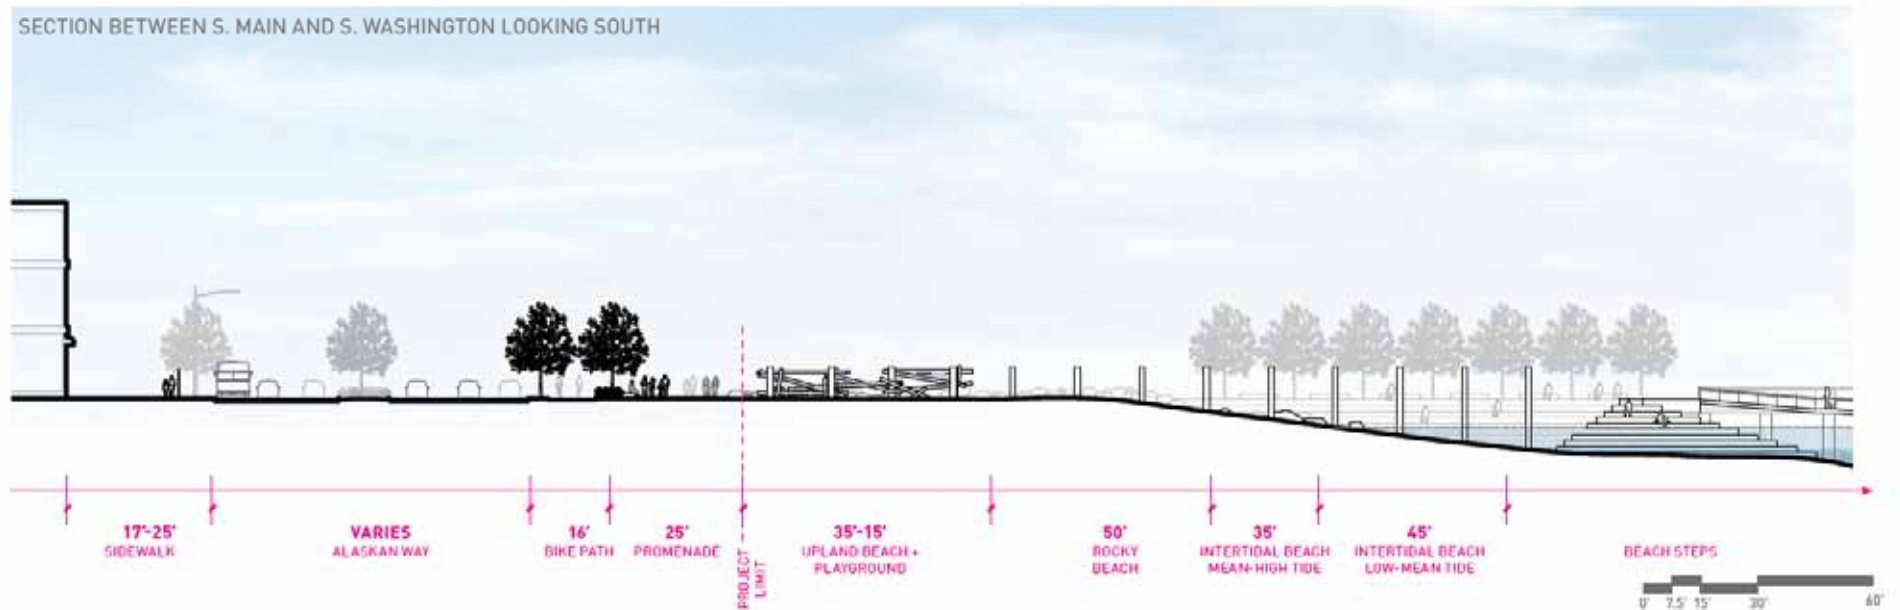 SECTION BETWEEN S. MAIN AND S. WASHINGTON LOOKING SOUTH
17'-25'
SIDEWALK
VARIES
ALASKAN WAY
16'
BIKE PATH
25'
PROMENADE
PROJECT
LIMIT
35'-15'
UPLAND BEACH +
PLAYGROUND
50'
ROCKY
BEACH
35'
INTERTIDAL BEACH
MEAN-HIGH TIDE
45'
INTERTIDAL BEACH
LOW-MEAN TIDE
BEACH STEPS
0' 7.5' 15' 30' 60'